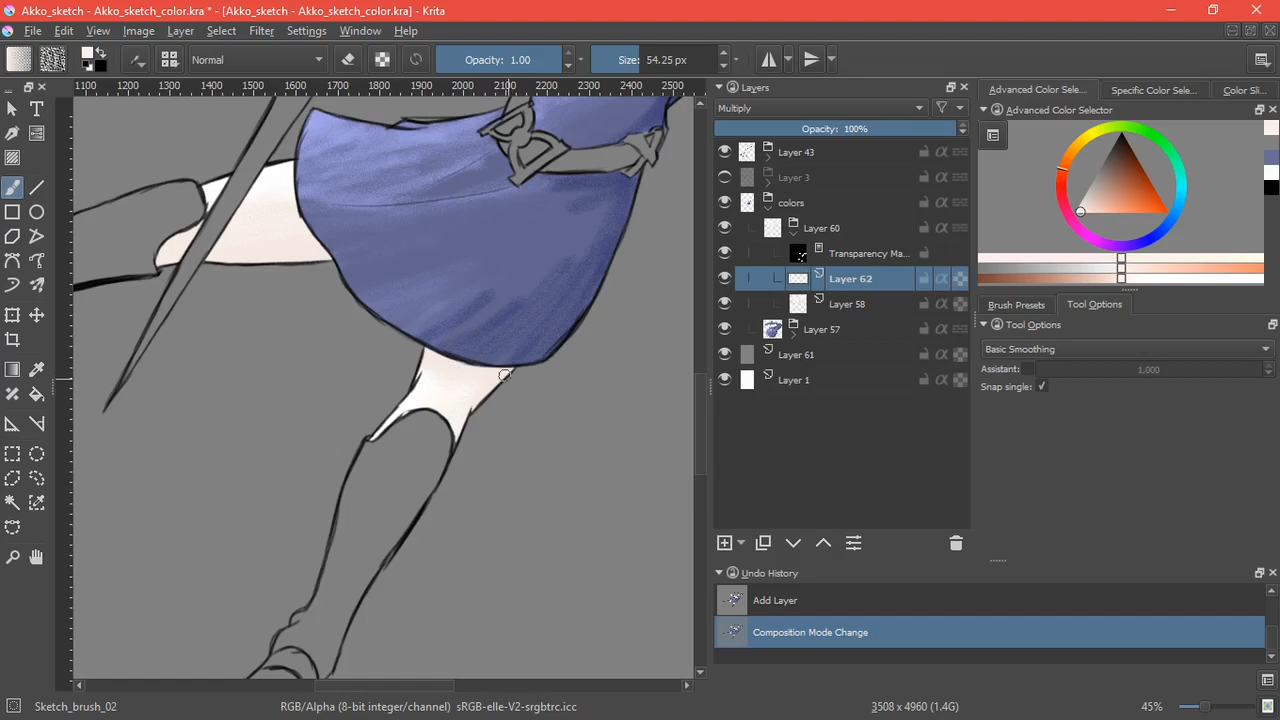 Akko_sketch - Akko_sketch_color.kra * - [Akko_sketch - Akko_sketch_color.kra] - Krita
File Edit View Image Layer Select Filter Settings Window Help
Normal Opacity: 1.00 Size: 54.25 px
... Layers Advanced Color Sele... Specific Color Sele... Color Sli...
1100 1200 1300 1400 1500 1600 1700 1800 1900 2000 2100 2200 2300 2400 2500
Multiply Advanced Color Selector
Opacity: 100%
Layer 43
Layer 3
colors
Layer 60
Transparency Ma...
Layer 62
Layer 58
Brush Presets Tool Options
Layer 57
Tool Options
Basic Smoothing
Layer 61
Assistant: 1,000
Layer 1
Snap single:
Undo History
Add Layer
Composition Mode Change
Sketch_brush_02 RGB/Alpha (8-bit integer/channel) sRGB-elle-V2-srgbtrc.icc 3508 x 4960 (1.4G) 45%